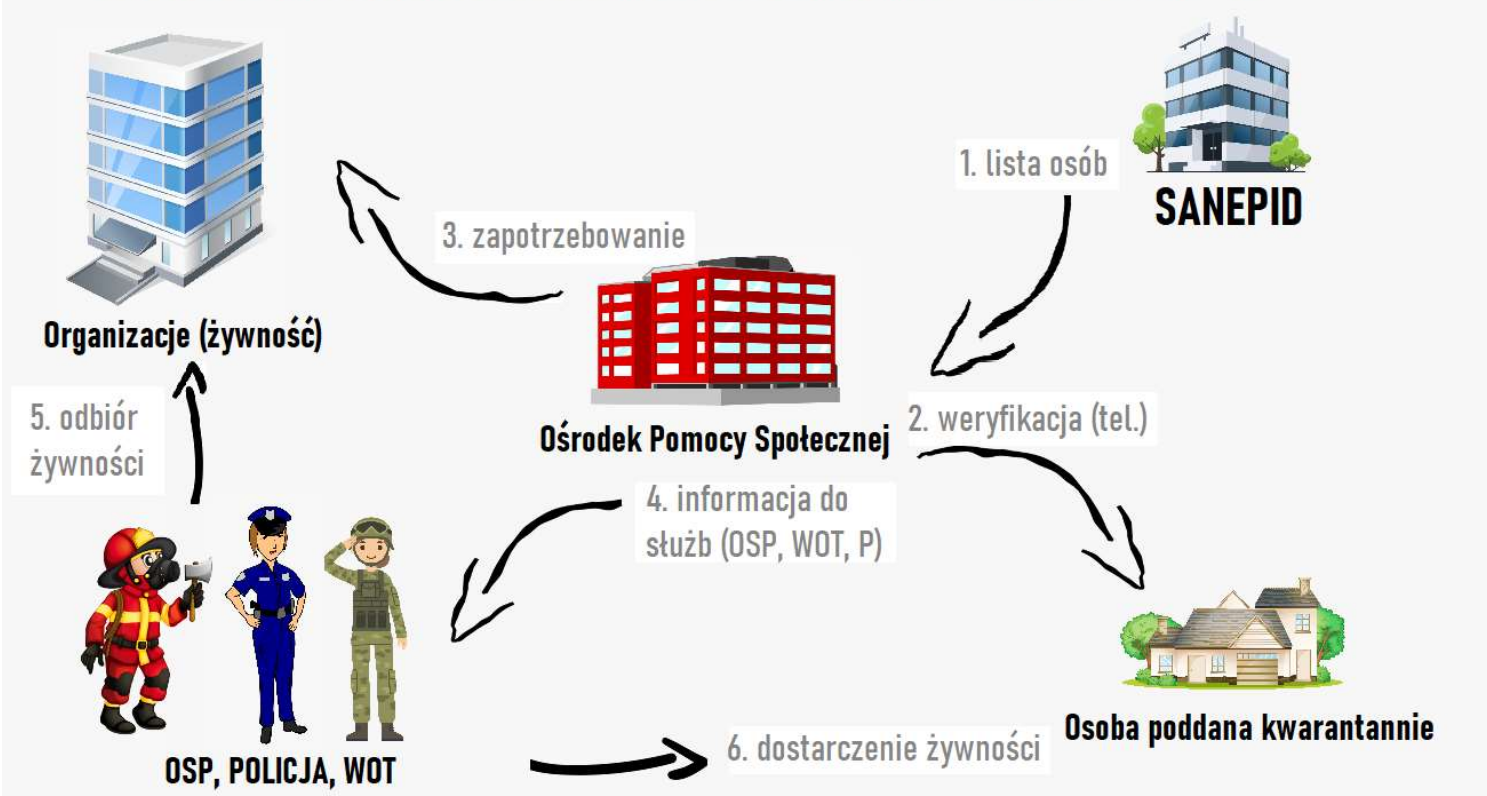 1. lista osób
SANEPID
3. zapotrzebowanie
Organizacje (żywność)
5. odbiór
żywności
Ośrodek Pomocy Społecznej
2. weryfikacja (tel.)
4. informacja do
służb (OSP, WOT, P)
Osoba poddana kwarantannie
6. dostarczenie żywności
OSP, POLICJA, WOT